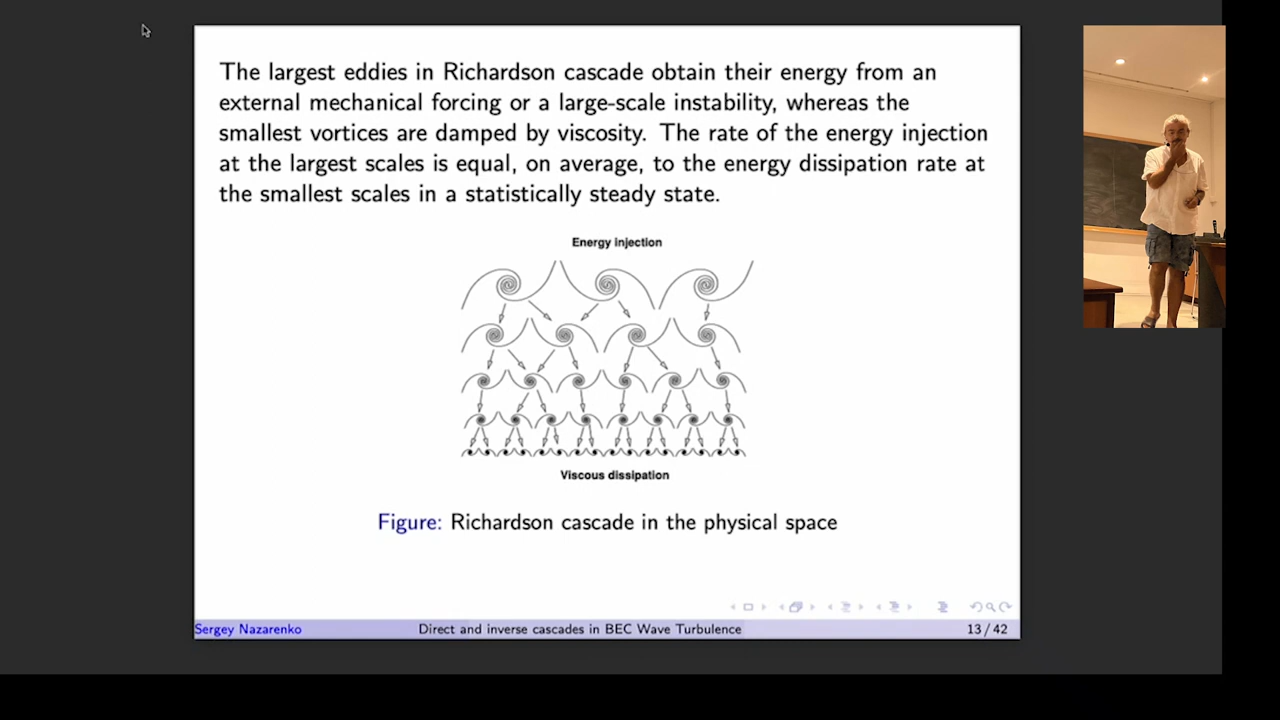 The largest eddies in Richardson cascade obtain their energy from an
external mechanical forcing or a large-scale instability, whereas the
smallest vortices are damped by viscosity. The rate of the energy injection
at the largest scales is equal, on average, to the energy dissipation rate at
the smallest scales in a statistically steady state.
Energy injection
Viscous dissipation
Figure: Richardson cascade in the physical space
Sergey Nazarenko
Direct and inverse cascades in BEC Wave Turbulence
13 / 42